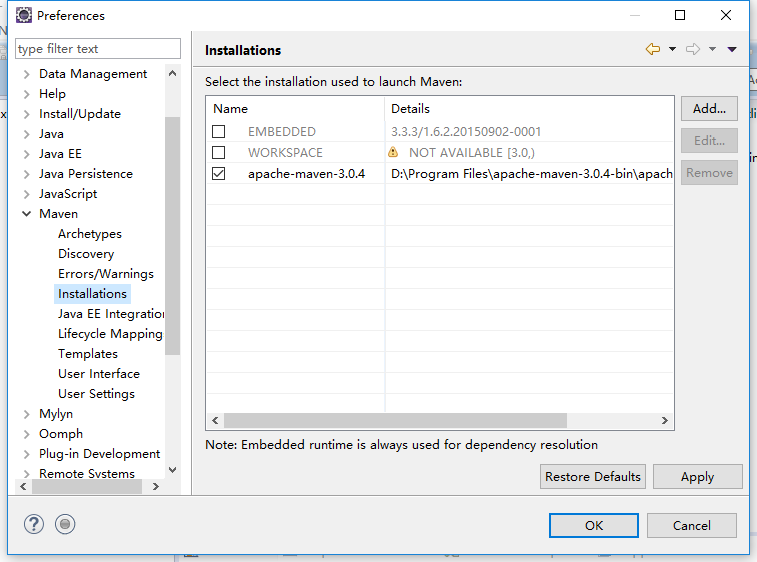 Preferences
type filter text
Data Management
Help
Install/Update
Java
Java EE
Java Persistence
JavaScript
Maven
Archetypes
Discovery
Errors/Warnings
Installations
Java EE Integration
Lifecycle Mapping
Templates
User Interface
User Settings
Mylyn
Oomph
Plug-in Development
Remote Systems
Installations
Select the installation used to launch Maven:
Name Details
EMBEDDED 3.3.3/1.6.2.20150902-0001
WORKSPACE NOT AVAILABLE [3.0,)
apache-maven-3.0.4 D:\Program Files\apache-maven-3.0.4-bin\apach
Add...
Edit...
Remove
Note: Embedded runtime is always used for dependency resolution
Restore Defaults Apply
OK Cancel